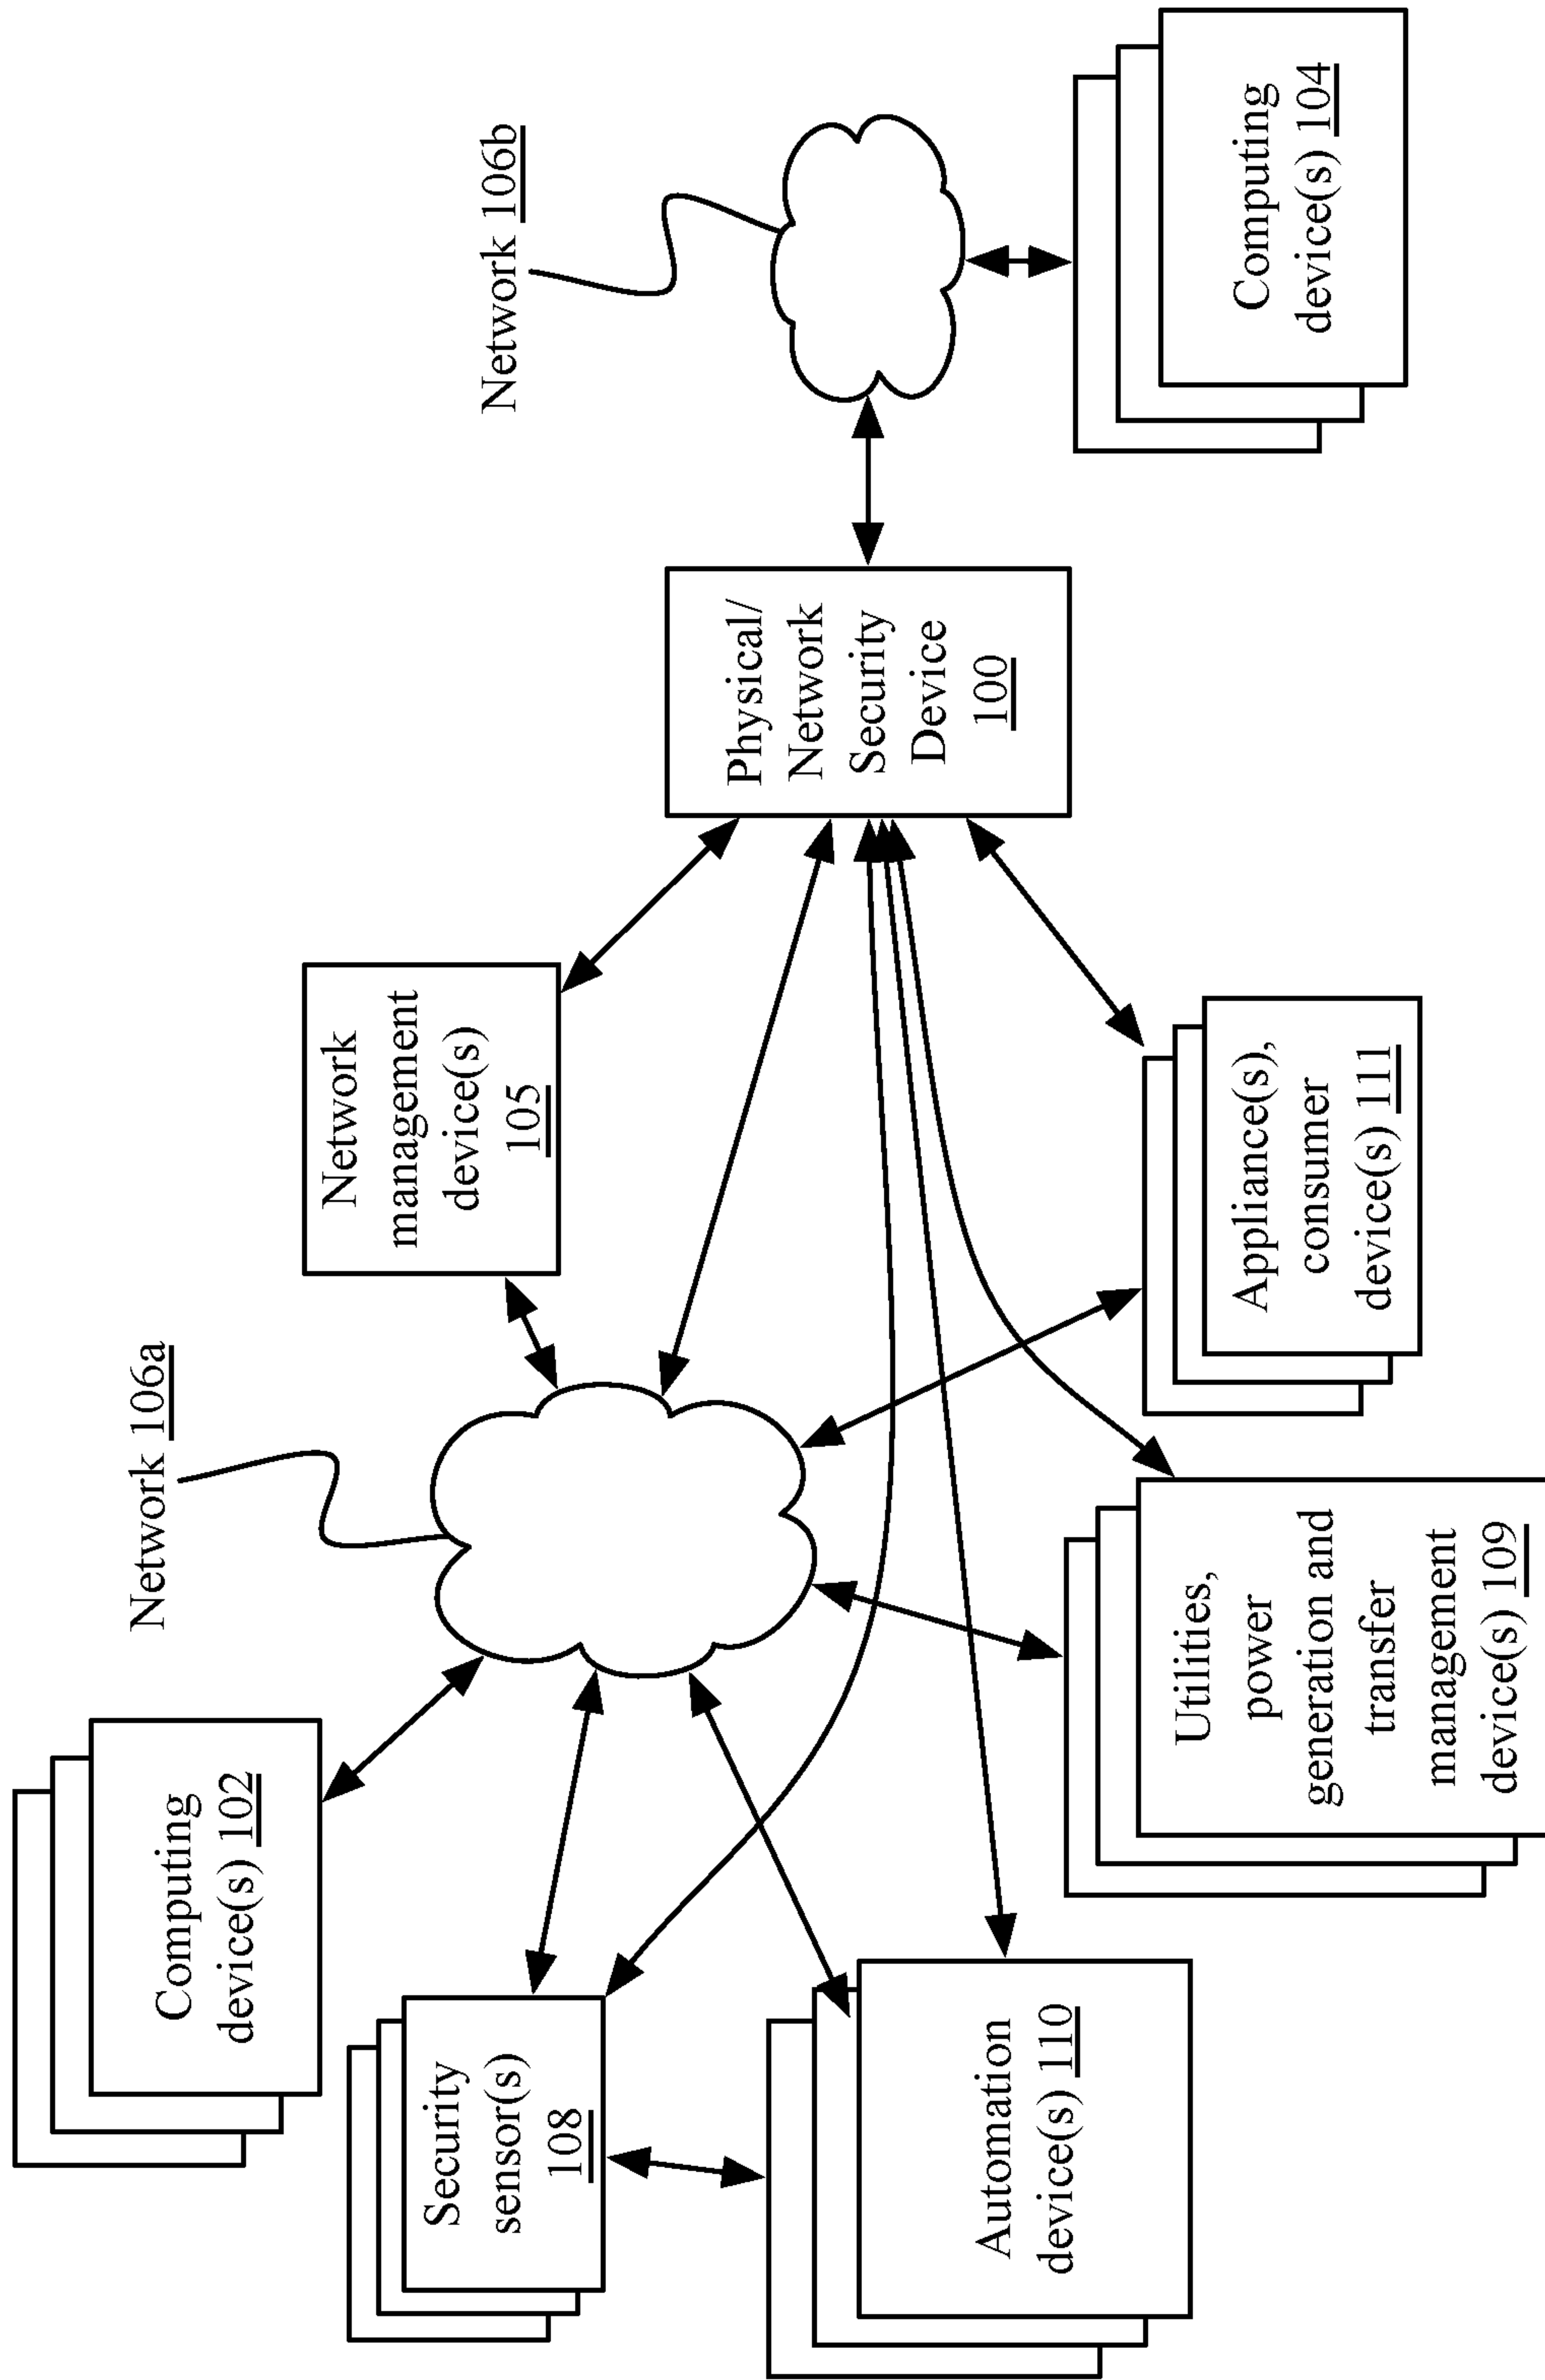 Computing
device(s) 102
Network 106a
Network
management
device(s)
105
Network 106b
Security
sensor(s)
108
Physical/
Network
Security
Device
100
Automation
device(s) 110
Utilities,
power
generation and
transfer
management
device(s) 109
Appliance(s),
consumer
device(s) 111
Computing
device(s) 104